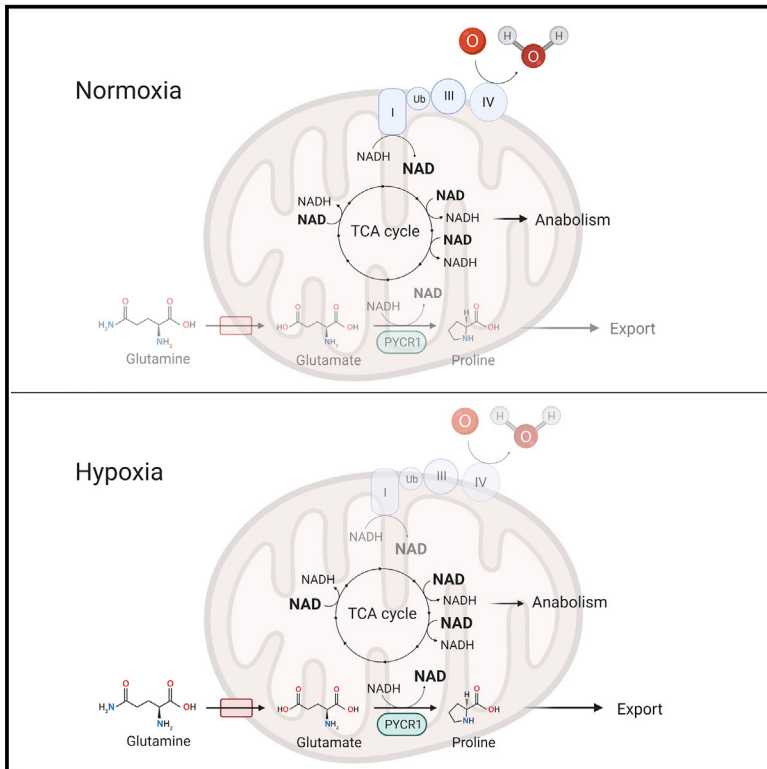 Normoxia
O
H
H
O
I
Ub
III
IV
NADH
NAD
NADH
NAD
TCA cycle
NAD
NADH
NAD
NADH
Anabolism
NADH
NAD
H₂N
O
O
OH
NH₂
Glutamine
O
O
HO
OH
NH₂
Glutamate
PYCR1
H
O
OH
NH
Proline
Export
Hypoxia
O
H
H
O
I
Ub
III
IV
NADH
NAD
NADH
NAD
TCA cycle
NAD
NADH
NAD
NADH
Anabolism
NADH
NAD
H₂N
O
O
OH
NH₂
Glutamine
O
O
HO
OH
NH₂
Glutamate
PYCR1
H
O
OH
NH
Proline
Export